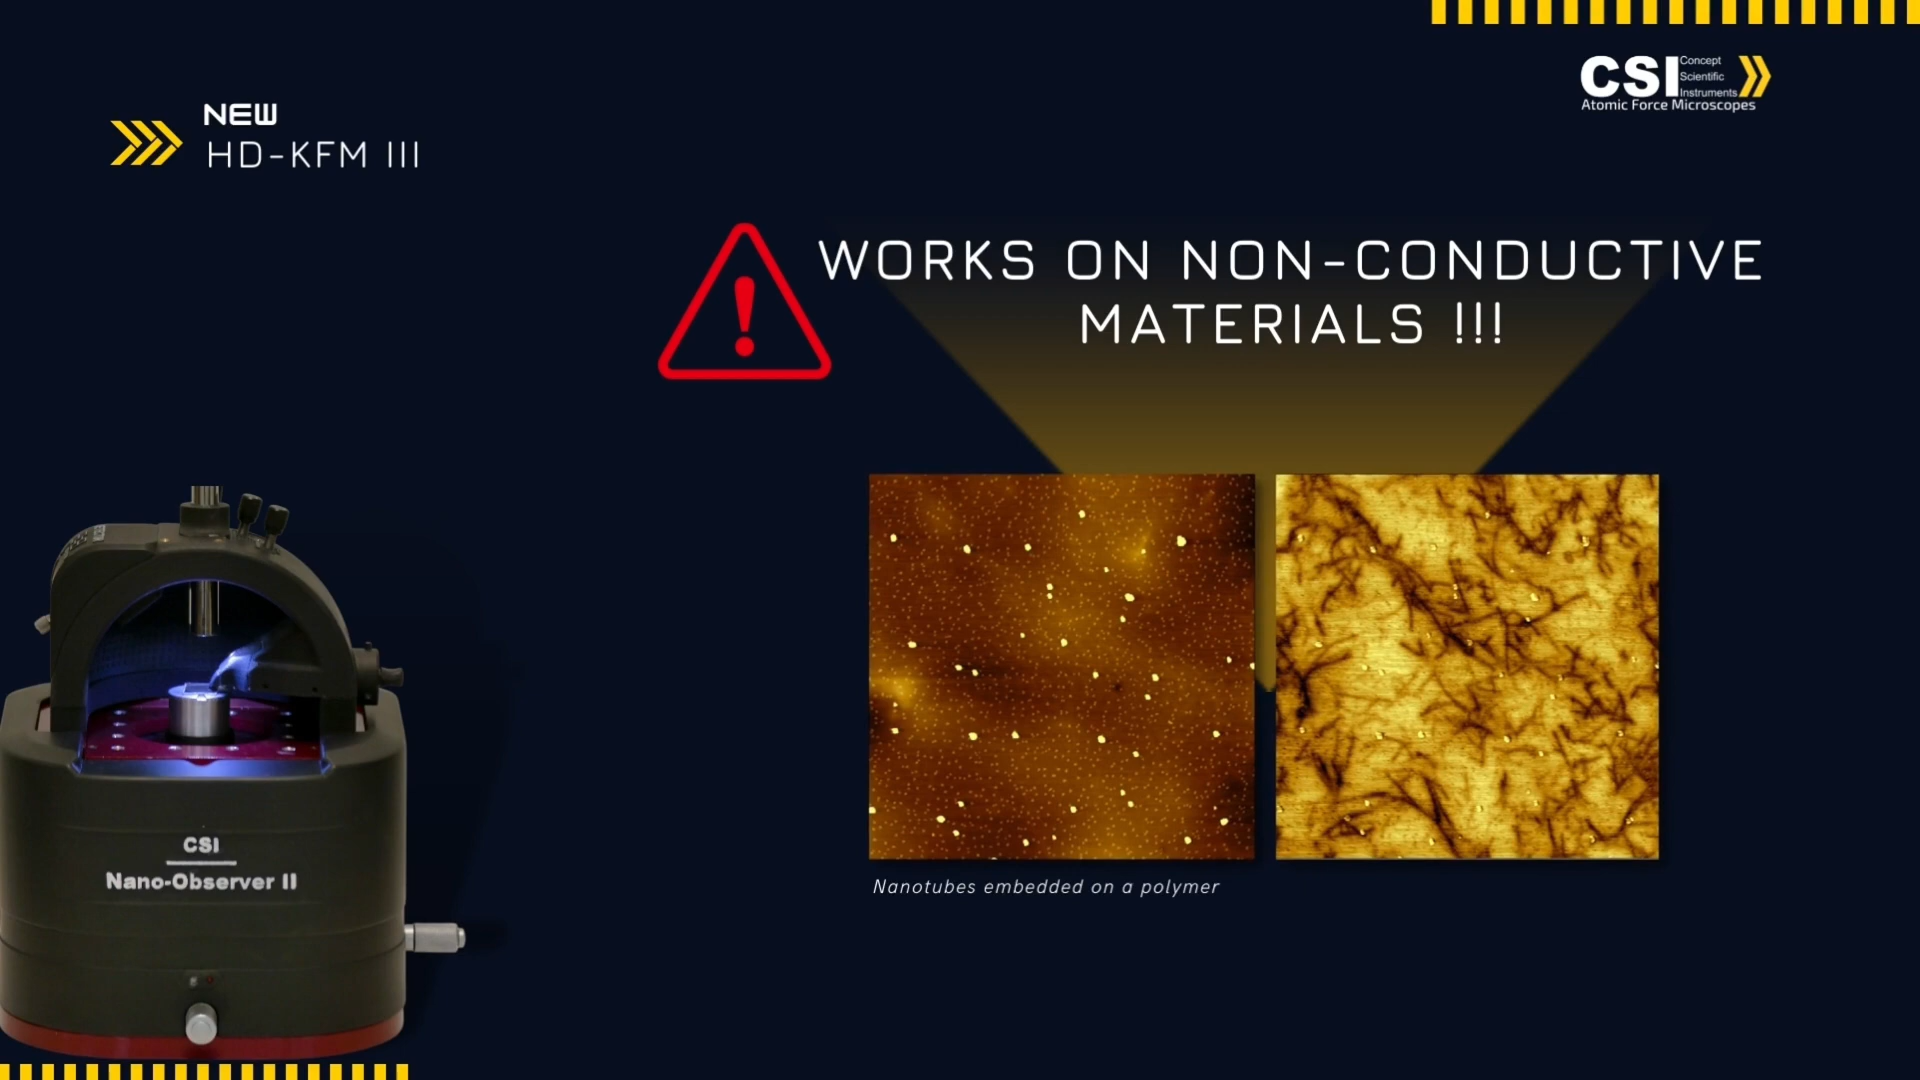 NEW
HD-KFM III
CSI
Concept
Scientific
Instruments
Atomic Force Microscopes
WORKS ON NON-CONDUCTIVE
MATERIALS !!!
Nanotubes embedded on a polymer
CSI
Nano-Observer II